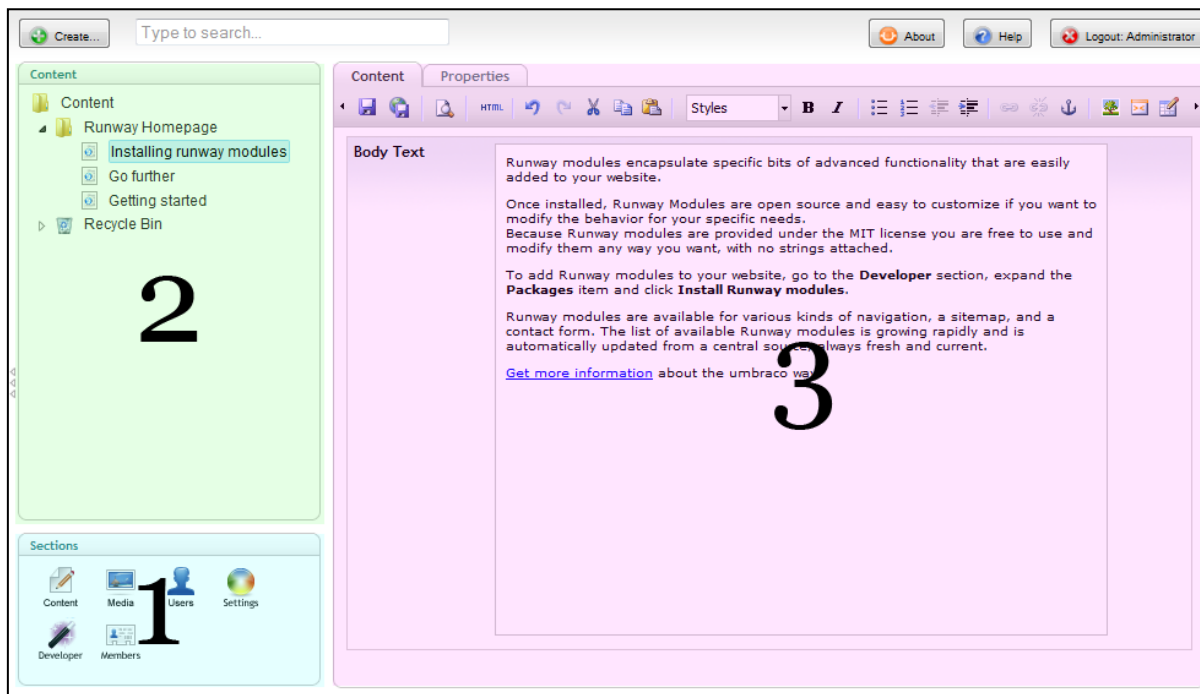 Create...
Type to search...
About
Help
Logout: Administrator
Content
Content
Runway Homepage
Installing runway modules
Go further
Getting started
Recycle Bin
2
Sections
Content
Media
Users
Settings
Developer
Members
1
Content
Properties
HTML
Styles
B
I
Body Text
Runway modules encapsulate specific bits of advanced functionality that are easily
added to your website.
Once installed, Runway Modules are open source and easy to customize if you want to
modify the behavior for your specific needs.
Because Runway modules are provided under the MIT license you are free to use and
modify them any way you want, with no strings attached.
To add Runway modules to your website, go to the Developer section, expand the
Packages item and click Install Runway modules.
Runway modules are available for various kinds of navigation, a sitemap, and a
contact form. The list of available Runway modules is growing rapidly and is
automatically updated from a central source, always fresh and current.
Get more information about the umbraco way
3